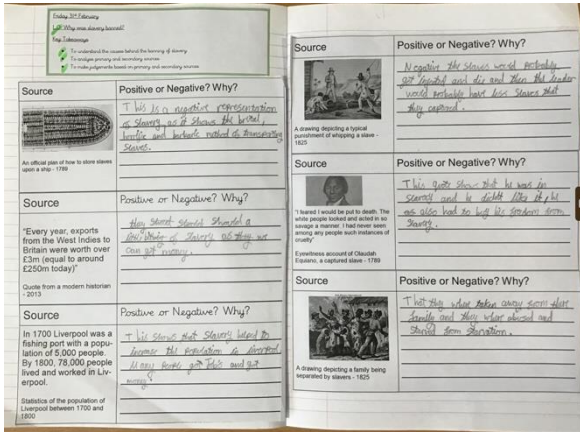 Friday 3rd February
Why was slavery banned?
Key Takeaways
To understand the causes behind the banning of slavery
To analyse primary and secondary sources
To make judgements based on primary and secondary sources
Source
Positive or Negative? Why?
An official plan of how to store slaves
upon a ship - 1789
This is a negative representation
of Slavery, as it shows the brutal,
horrific and barbaric method of transporting
Slaves.
Source
Positive or Negative? Why?
"Every year, exports
from the West Indies to
Britain were worth over
£3m (equal to around
£250m today)"
Quote from a modern historian
- 2013
they
of Slavery as they
can get money.
Source
Positive or Negative? Why?
In 1700 Liverpool was a
fishing port with a popu-
lation of 5,000 people.
By 1800, 78,000 people
lived and worked in Liv-
erpool.
Statistics of the population of
Liverpool between 1700 and
1800
This shows that Slavery helped to
increase the Population in Liverpool
Many People got Jobs and got
money
Source
Positive or Negative? Why?
A drawing depicting a typical
punishment of whipping a slave -
1825
Negative the slaves would Probably
get and die and then the leader
would Probably have less Slaves that
they captured.
Source
Positive or Negative? Why?
"I feared I would be put to death. The
white people looked and acted in so
savage a manner. I had never seen
among any people such instances of
cruelty"
Eyewitness account of Olaudah
Equiano, a captured slave - 1789
This quote show that he was in
slavery and he didnt like it, he
as also had to buy his freedom from
Slavery.
Source
Positive or Negative? Why?
A drawing depicting a family being
separated by slavers - 1825
That they where taken away from their
family and they where abused and
starved from starvation.